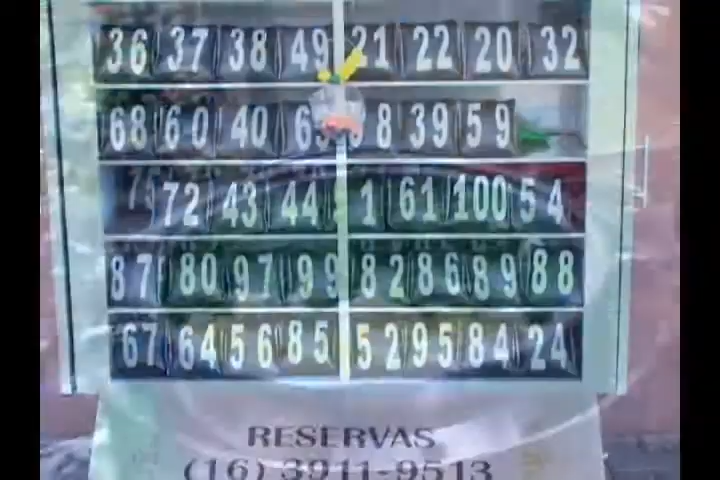 36 37 38 49 21 22 20 32
68 60 40 39 59
72 43 44 1 61 100 54
87 80 97 99 82 86 89 88
67 64 56 85 52 95 84 24
RESERVAS
(16) 3911-9513